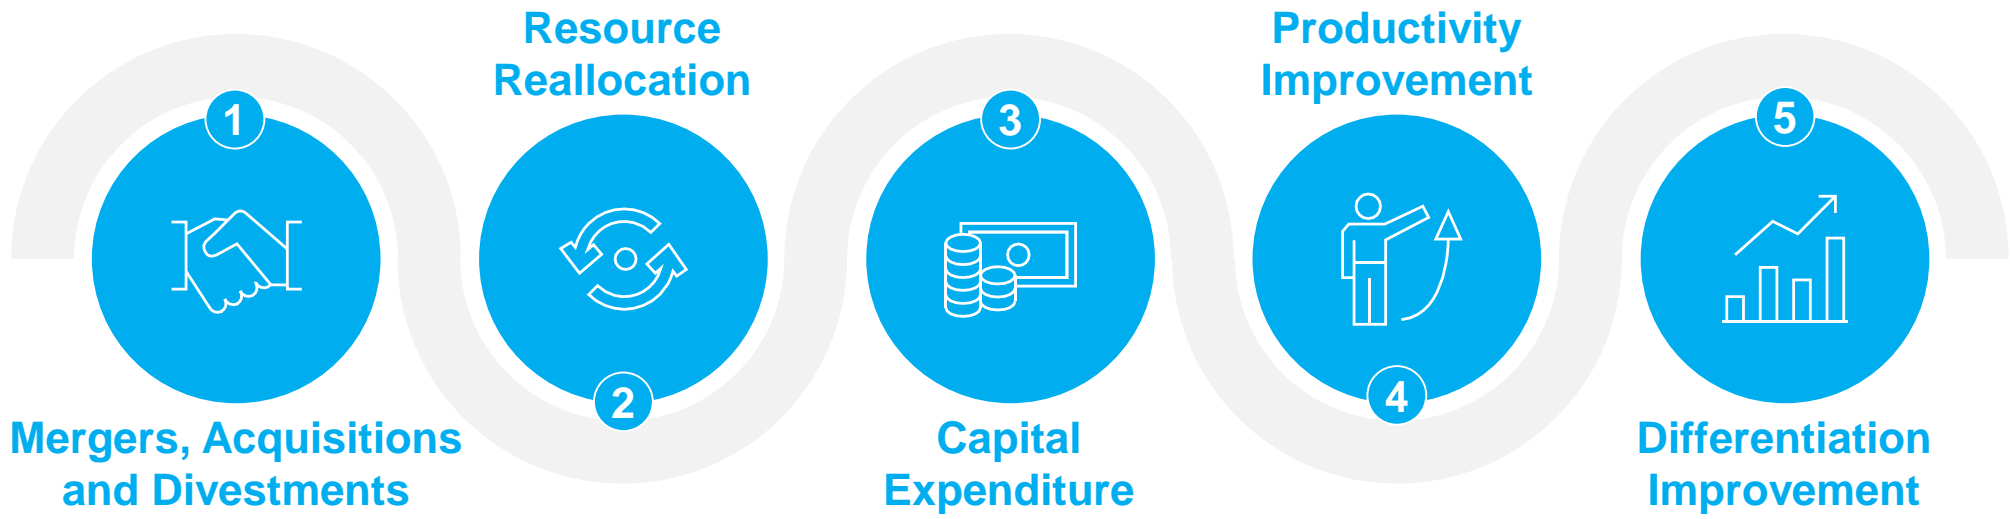 1
Mergers, Acquisitions
and Divestments
Resource
Reallocation
2
3
Capital
Expenditure
Productivity
Improvement
4
5
Differentiation
Improvement